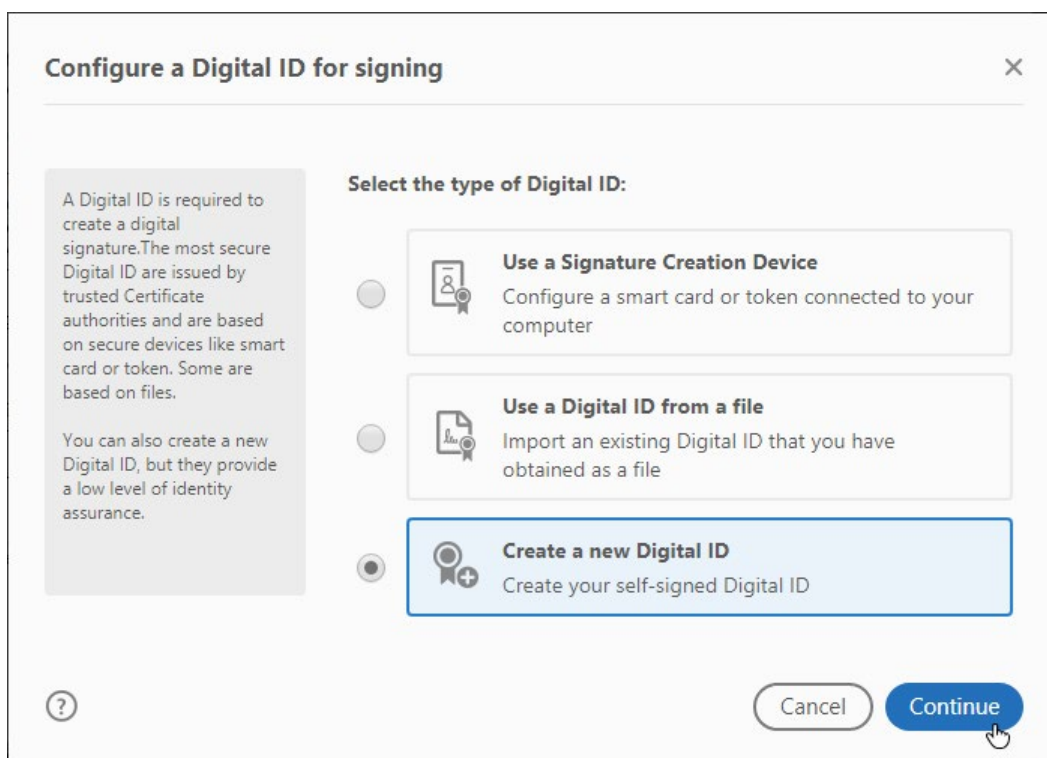 Configure a Digital ID for signing
A Digital ID is required to
create a digital
signature.The most secure
Digital ID are issued by
trusted Certificate
authorities and are based
on secure devices like smart
card or token. Some are
based on files.
You can also create a new
Digital ID, but they provide
a low level of identity
assurance.
Select the type of Digital ID:
Use a Signature Creation Device
Configure a smart card or token connected to your
computer
Use a Digital ID from a file
Import an existing Digital ID that you have
obtained as a file
Create a new Digital ID
Create your self-signed Digital ID
?
Cancel
Continue